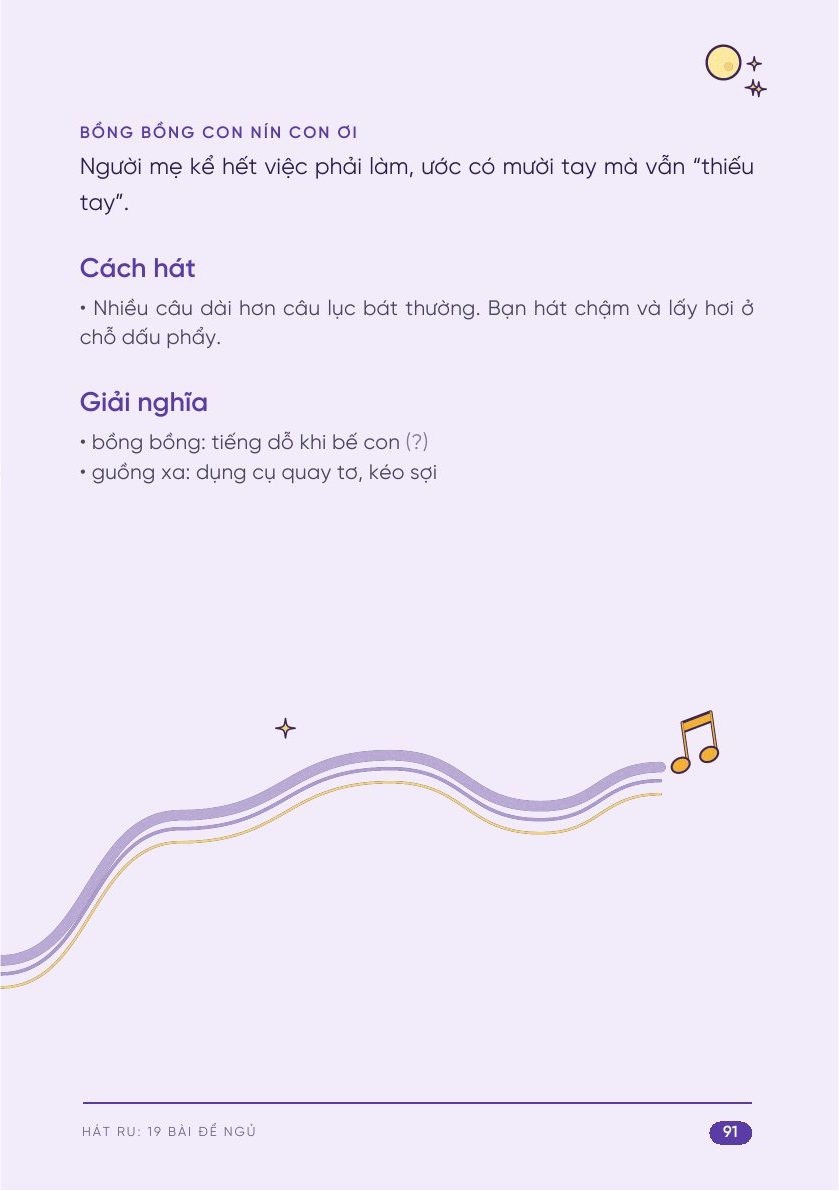 BỒNG BỒNG CON NÍN CON ƠI
Người mẹ kể hết việc phải làm, ước có mười tay mà vẫn “thiếu
tay”.
Cách hát
• Nhiều câu dài hơn câu lục bát thường. Bạn hát chậm và lấy hơi ở
chỗ dấu phẩy.
Giải nghĩa
• bồng bồng: tiếng dỗ khi bế con (?)
• guồng xa: dụng cụ quay tơ, kéo sợi
HÁT RU: 19 BÀI ĐỂ NGỦ
91